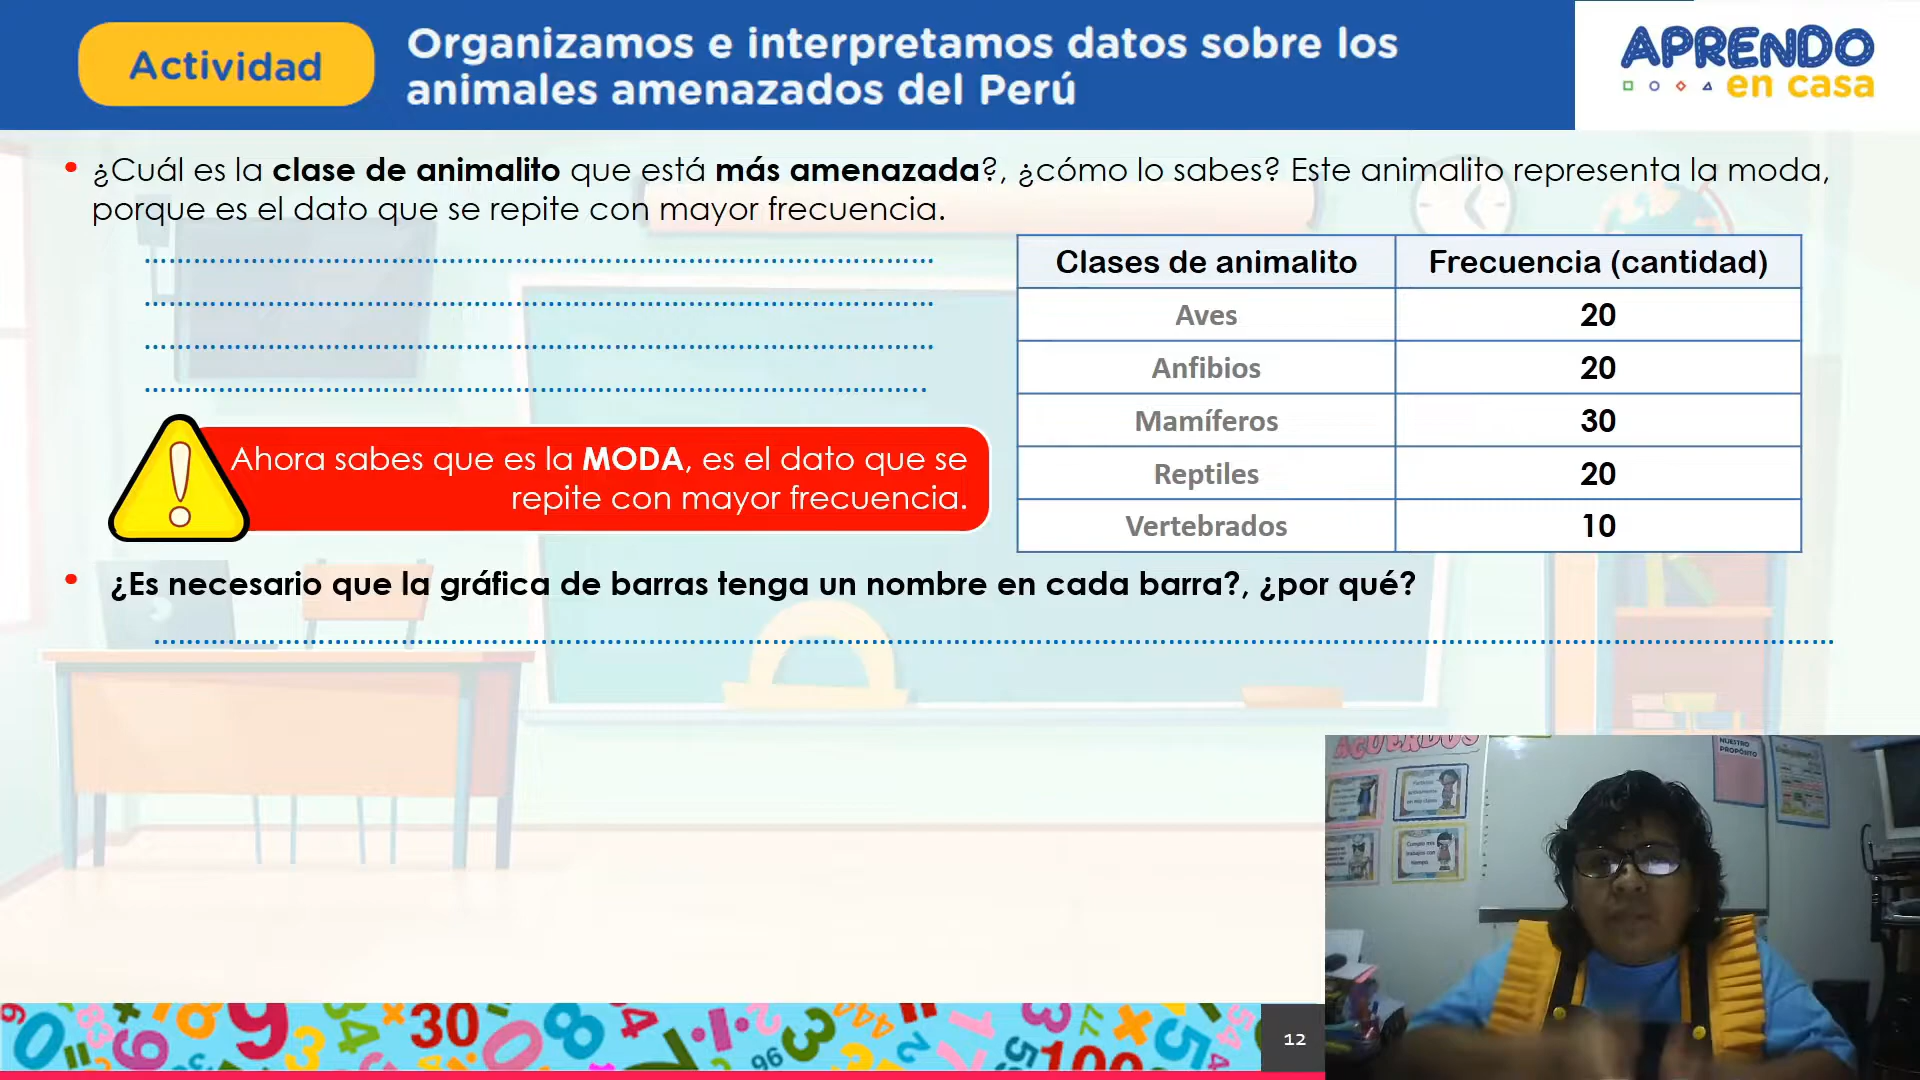 Actividad
Organizamos e interpretamos datos sobre los
animales amenazados del Perú
APRENDO
en casa
• ¿Cuál es la clase de animalito que está más amenazada?, ¿cómo lo sabes? Este animalito representa la moda,
porque es el dato que se repite con mayor frecuencia.
Clases de animalito Frecuencia (cantidad)
Aves 20
Anfibios 20
Mamíferos 30
Reptiles 20
Vertebrados 10
Ahora sabes que es la MODA, es el dato que se
repite con mayor frecuencia.
• ¿Es necesario que la gráfica de barras tenga un nombre en cada barra?, ¿por qué?
ACUERDOS
NUESTRO
PROPÓSITO
12